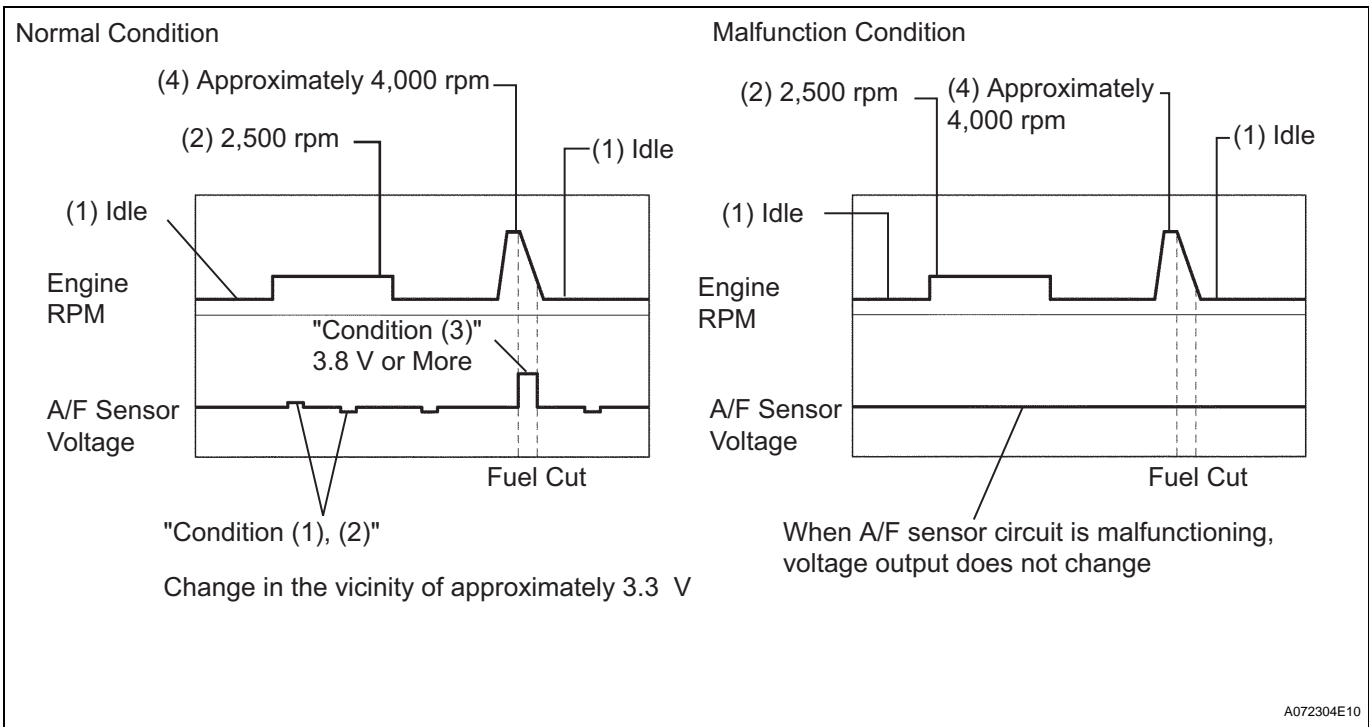 Normal Condition
(4) Approximately 4,000 rpm
(2) 2,500 rpm
(1) Idle
(1) Idle
Engine
RPM
"Condition (3)"
3.8 V or More
A/F Sensor
Voltage
Fuel Cut
"Condition (1), (2)"
Change in the vicinity of approximately 3.3 V
Malfunction Condition
(2) 2,500 rpm
(4) Approximately
4,000 rpm
(1) Idle
(1) Idle
Engine
RPM
A/F Sensor
Voltage
Fuel Cut
When A/F sensor circuit is malfunctioning,
voltage output does not change
A072304E10